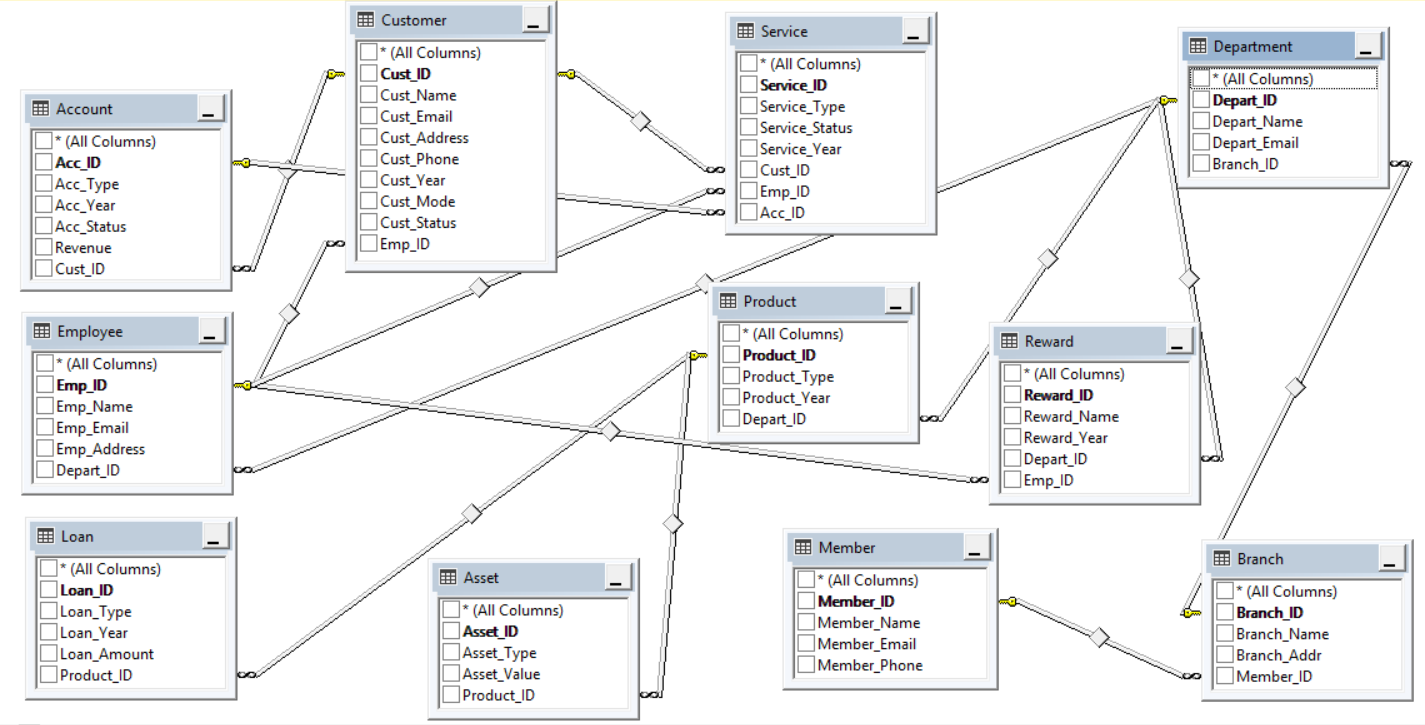 Customer
* (All Columns)
Cust_ID
Cust_Name
Cust_Email
Cust_Address
Cust_Phone
Cust_Year
Cust_Mode
Cust_Status
Emp_ID
Service
* (All Columns)
Service_ID
Service_Type
Service_Status
Service_Year
Cust_ID
Emp_ID
Acc_ID
Department
* (All Columns)
Depart_ID
Depart_Name
Depart_Email
Branch_ID
Account
* (All Columns)
Acc_ID
Acc_Type
Acc_Year
Acc_Status
Revenue
Cust_ID
Employee
* (All Columns)
Emp_ID
Emp_Name
Emp_Email
Emp_Address
Depart_ID
Product
* (All Columns)
Product_ID
Product_Type
Product_Year
Depart_ID
Reward
* (All Columns)
Reward_ID
Reward_Name
Reward_Year
Depart_ID
Emp_ID
Loan
* (All Columns)
Loan_ID
Loan_Type
Loan_Year
Loan_Amount
Product_ID
Asset
* (All Columns)
Asset_ID
Asset_Type
Asset_Value
Product_ID
Member
* (All Columns)
Member_ID
Member_Name
Member_Email
Member_Phone
Branch
* (All Columns)
Branch_ID
Branch_Name
Branch_Addr
Member_ID